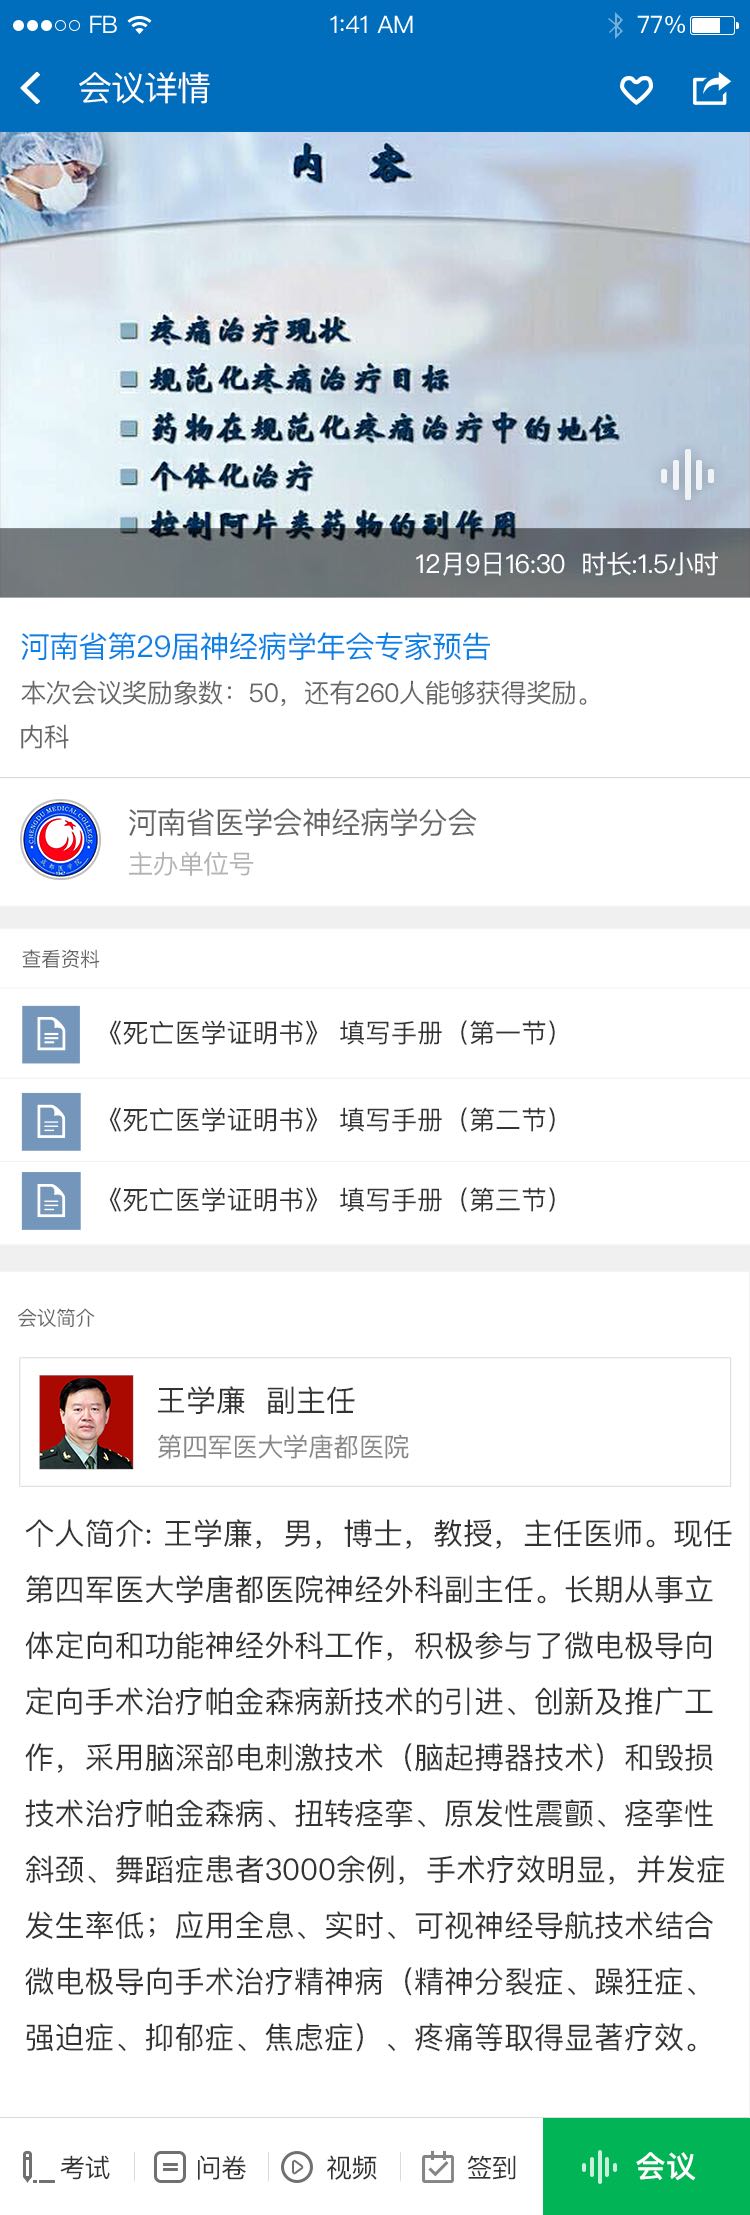 FB 1:41 AM 77%
会议详情
内 容
疼痛治疗现状
规范化疼痛治疗目标
药物在规范化疼痛治疗中的地位
个体化治疗
控制阿片类药物的副作用
12月9日16:30 时长:1.5小时
河南省第29届神经病学年会专家预告
本次会议奖励象数：50，还有260人能够获得奖励。
内科
CHENGDU MEDICAL COLLEGE
成都医学院
河南省医学会神经病学分会
主办单位号
查看资料
《死亡医学证明书》 填写手册（第一节）
《死亡医学证明书》 填写手册（第二节）
《死亡医学证明书》 填写手册（第三节）
会议简介
王学廉 副主任
第四军医大学唐都医院
个人简介: 王学廉，男，博士，教授，主任医师。现任
第四军医大学唐都医院神经外科副主任。长期从事立
体定向和功能神经外科工作，积极参与了微电极导向
定向手术治疗帕金森病新技术的引进、创新及推广工
作，采用脑深部电刺激技术（脑起搏器技术）和毁损
技术治疗帕金森病、扭转痉挛、原发性震颤、痉挛性
斜颈、舞蹈症患者3000余例，手术疗效明显，并发症
发生率低；应用全息、实时、可视神经导航技术结合
微电极导向手术治疗精神病（精神分裂症、躁狂症、
强迫症、抑郁症、焦虑症）、疼痛等取得显著疗效。
考试 问卷 视频 签到 会议